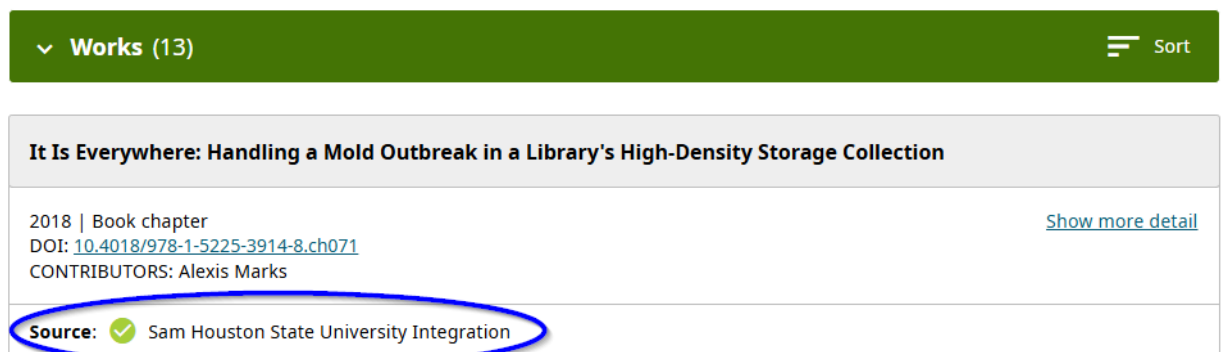 Works (13)
Sort
It Is Everywhere: Handling a Mold Outbreak in a Library's High-Density Storage Collection
2018 | Book chapter
Show more detail
DOI: 10.4018/978-1-5225-3914-8.ch071
CONTRIBUTORS: Alexis Marks
Source: Sam Houston State University Integration